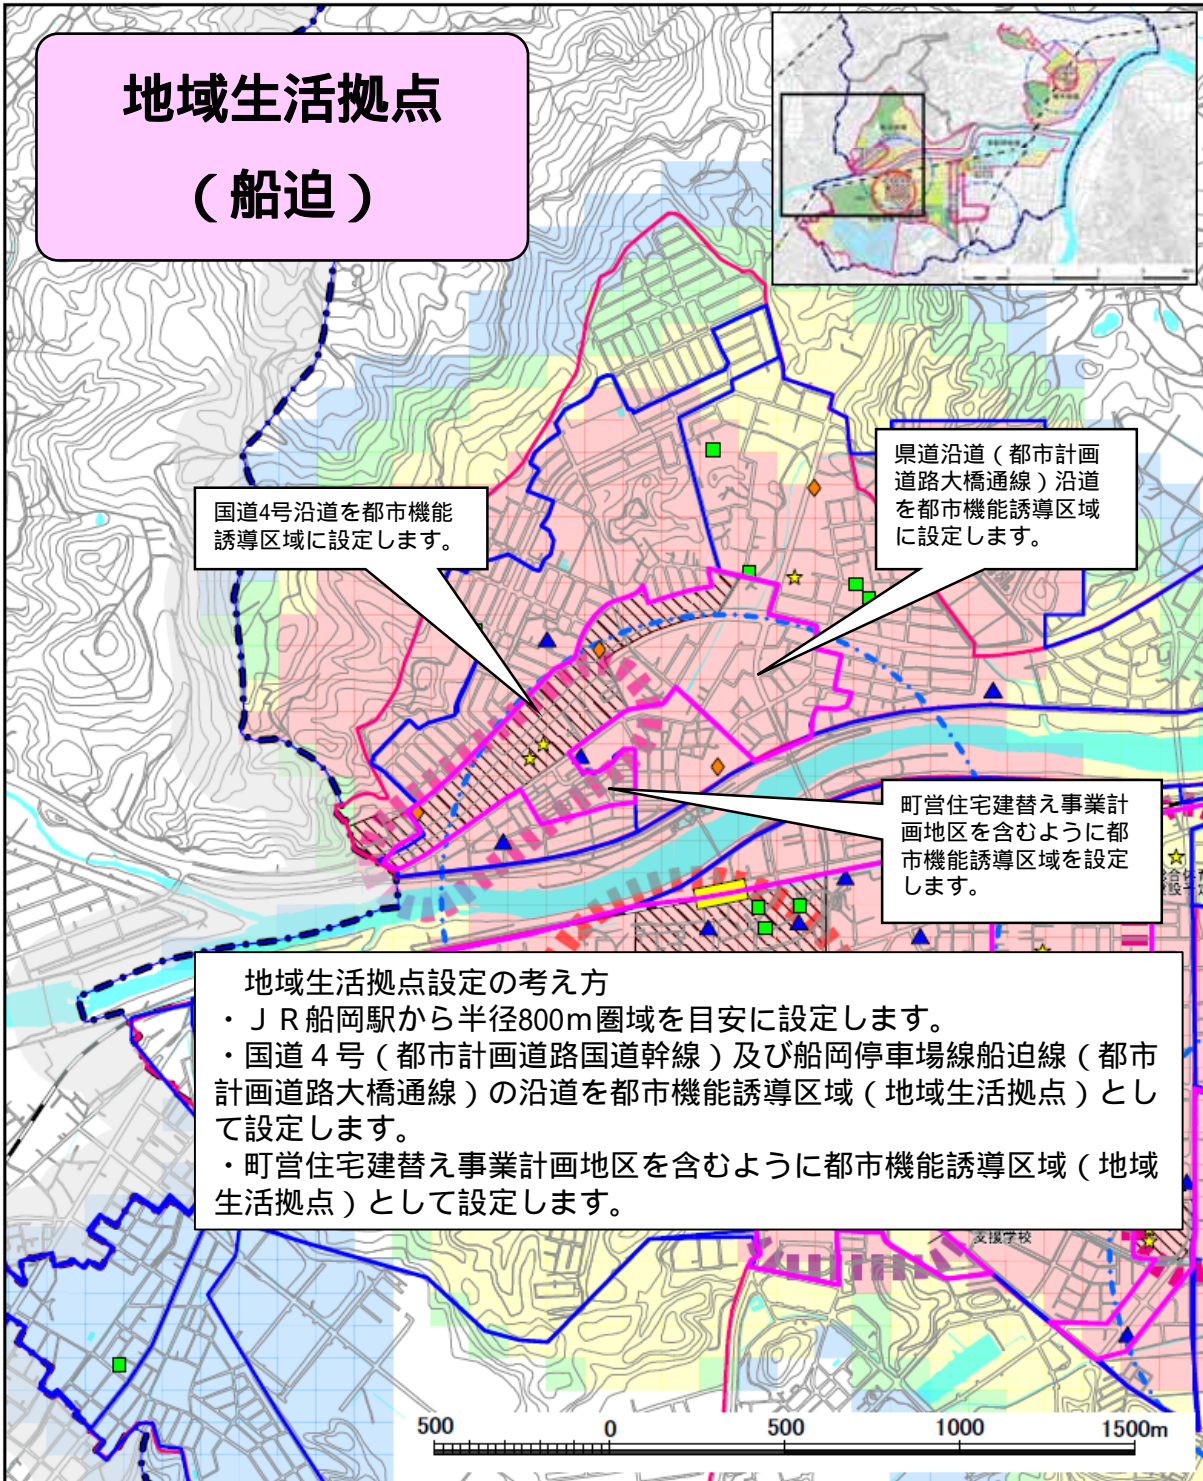 地域生活拠点
（船迫）
国道4号沿道を都市機能
誘導区域に設定します。
県道沿道（都市計画
道路大橋通線）沿道
を都市機能誘導区域
に設定します。
町営住宅建替え事業計
画地区を含むように都
市機能誘導区域を設定
します。
地域生活拠点設定の考え方
・ＪＲ船岡駅から半径800ｍ圏域を目安に設定します。
・国道４号（都市計画道路国道幹線）及び船岡停車場線船迫線（都市
計画道路大橋通線）の沿道を都市機能誘導区域（地域生活拠点）とし
て設定します。
・町営住宅建替え事業計画地区を含むように都市機能誘導区域（地域
生活拠点）として設定します。
支援学校
500 0 500 1000 1500m